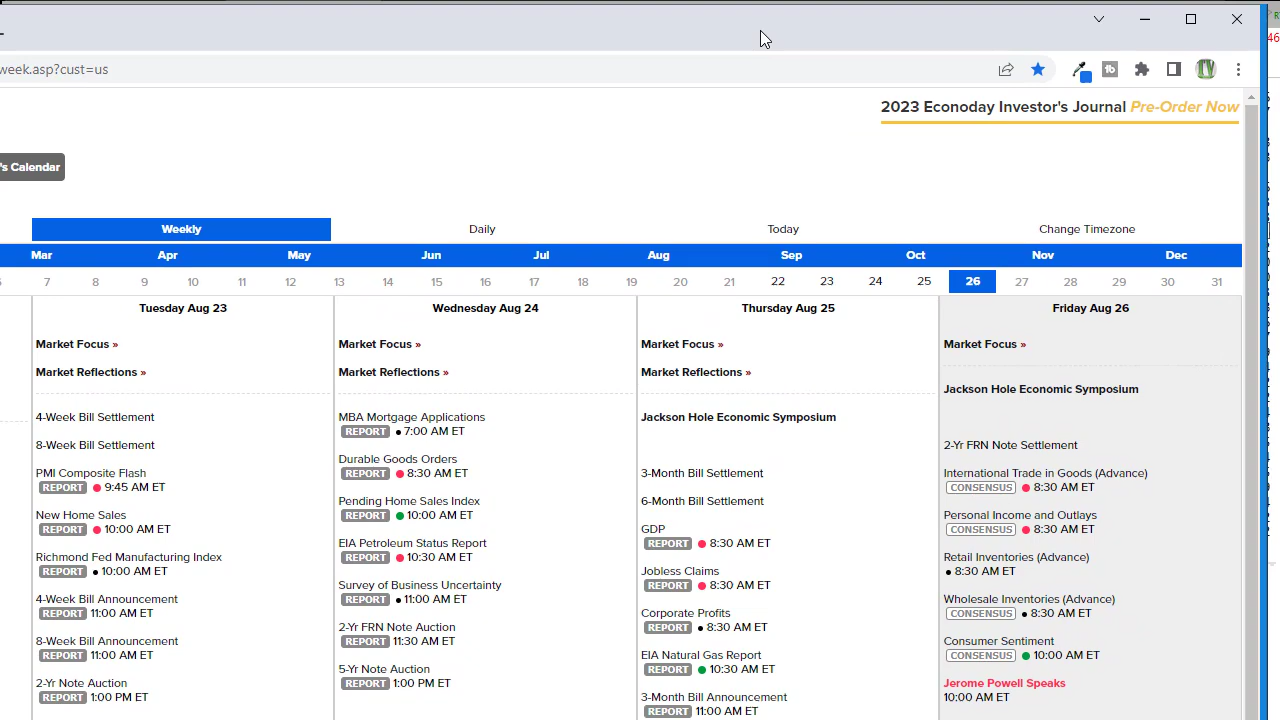 week.asp?cust=us
2023 Econoday Investor's Journal Pre-Order Now
's Calendar
Weekly Daily Today Change Timezone
Mar Apr May Jun Jul Aug Sep Oct Nov Dec
7 8 9 10 11 12 13 14 15 16 17 18 19 20 21 22 23 24 25 26 27 28 29 30 31
Tuesday Aug 23
Market Focus »
Market Reflections »
4-Week Bill Settlement
8-Week Bill Settlement
PMI Composite Flash
REPORT 9:45 AM ET
New Home Sales
REPORT 10:00 AM ET
Richmond Fed Manufacturing Index
REPORT 10:00 AM ET
4-Week Bill Announcement
REPORT 11:00 AM ET
8-Week Bill Announcement
REPORT 11:00 AM ET
2-Yr Note Auction
REPORT 1:00 PM ET
Wednesday Aug 24
Market Focus »
Market Reflections »
MBA Mortgage Applications
REPORT 7:00 AM ET
Durable Goods Orders
REPORT 8:30 AM ET
Pending Home Sales Index
REPORT 10:00 AM ET
EIA Petroleum Status Report
REPORT 10:30 AM ET
Survey of Business Uncertainty
REPORT 11:00 AM ET
2-Yr FRN Note Auction
REPORT 11:30 AM ET
5-Yr Note Auction
REPORT 1:00 PM ET
Thursday Aug 25
Market Focus »
Market Reflections »
Jackson Hole Economic Symposium
3-Month Bill Settlement
6-Month Bill Settlement
GDP
REPORT 8:30 AM ET
Jobless Claims
REPORT 8:30 AM ET
Corporate Profits
REPORT 8:30 AM ET
EIA Natural Gas Report
REPORT 10:30 AM ET
3-Month Bill Announcement
REPORT 11:00 AM ET
Friday Aug 26
Market Focus »
Jackson Hole Economic Symposium
2-Yr FRN Note Settlement
International Trade in Goods (Advance)
CONSENSUS 8:30 AM ET
Personal Income and Outlays
CONSENSUS 8:30 AM ET
Retail Inventories (Advance)
8:30 AM ET
Wholesale Inventories (Advance)
CONSENSUS 8:30 AM ET
Consumer Sentiment
CONSENSUS 10:00 AM ET
Jerome Powell Speaks
10:00 AM ET